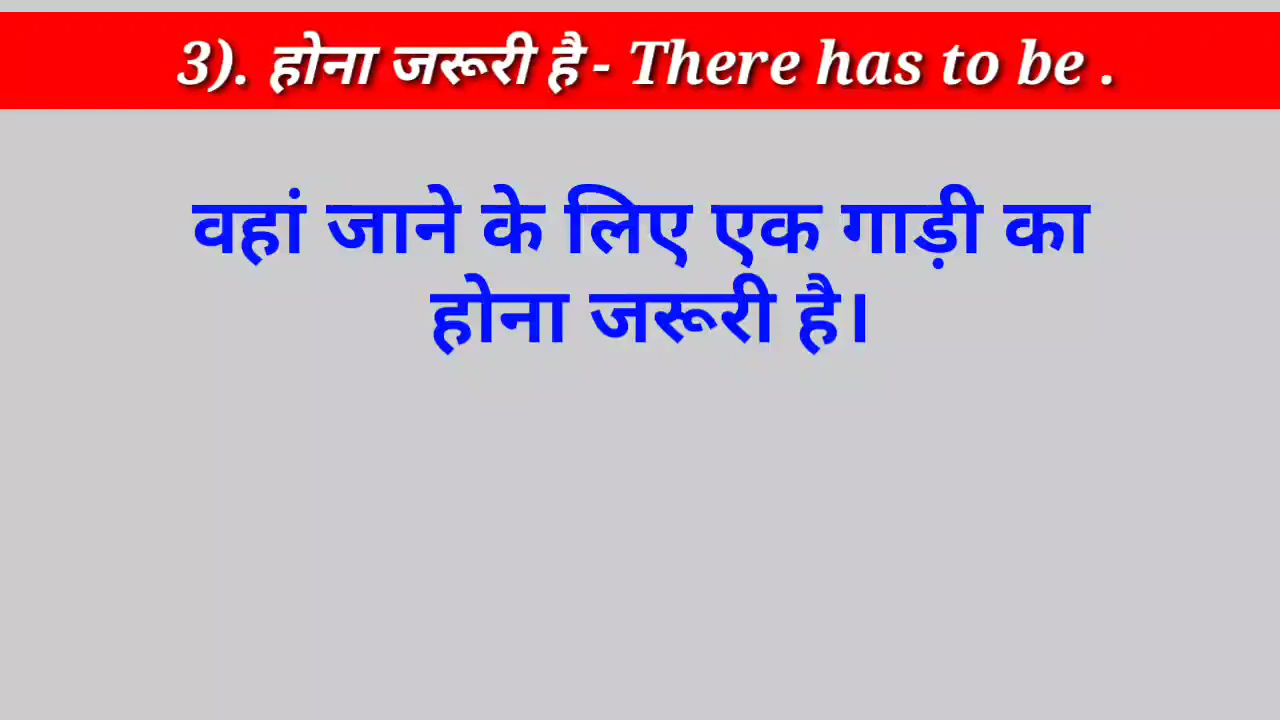 3). होना जरूरी है - There has to be .
वहां जाने के लिए एक गाड़ी का
होना जरूरी है।